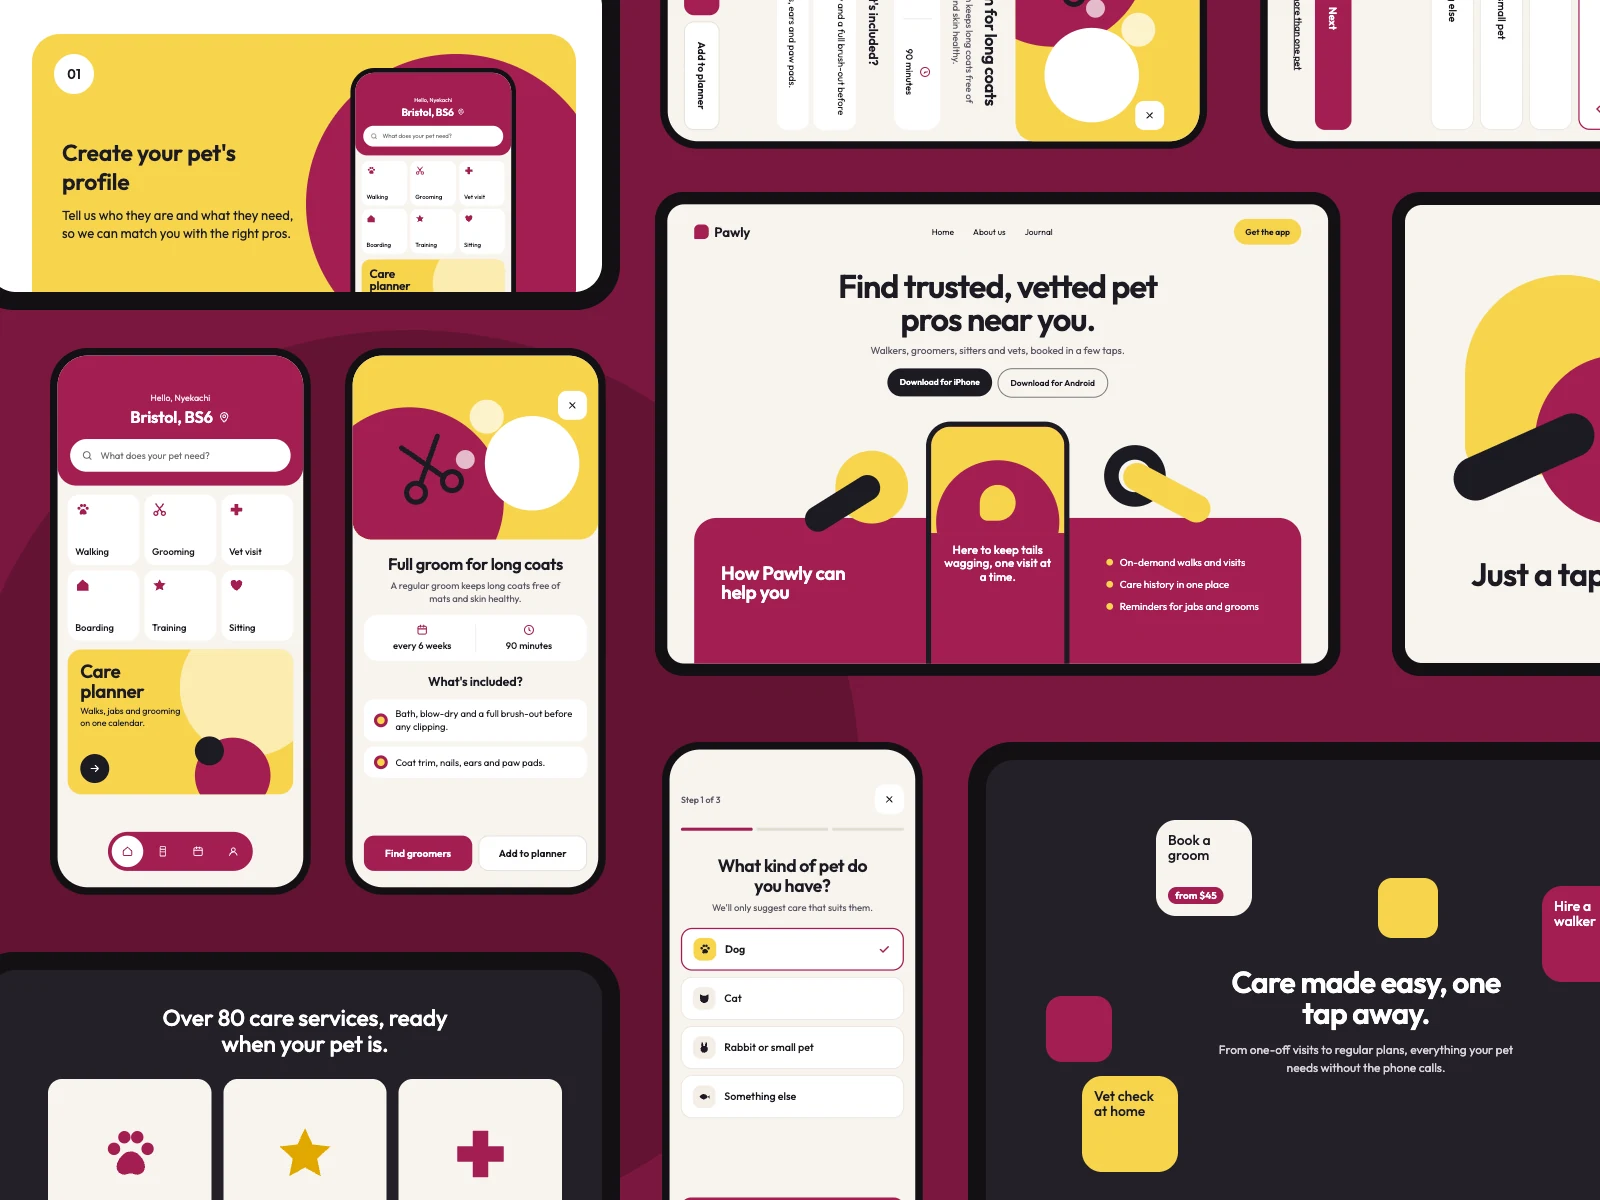 01
Create your pet's
profile
Tell us who they are and what they need,
so we can match you with the right pros.
Hello, Nyekachi
Bristol, BS6
What does your pet need?
Walking
Grooming
Vet visit
Boarding
Training
Sitting
Care
planner
n for long coats
n keeps long coats free of
nd skin healthy.
90 minutes
t's included?
y and a full brush-out before
, ears and paw pads.
Add to planner
g else
small pet
Next
ore than one pet
Hello, Nyekachi
Bristol, BS6
What does your pet need?
Walking
Grooming
Vet visit
Boarding
Training
Sitting
Care
planner
Walks, jabs and grooming
on one calendar.
Full groom for long coats
A regular groom keeps long coats free of
mats and skin healthy.
every 6 weeks
90 minutes
What's included?
Bath, blow-dry and a full brush-out before
any clipping.
Coat trim, nails, ears and paw pads.
Find groomers
Add to planner
Pawly
Home
About us
Journal
Get the app
Find trusted, vetted pet
pros near you.
Walkers, groomers, sitters and vets, booked in a few taps.
Download for iPhone
Download for Android
How Pawly can
help you
Here to keep tails
wagging, one visit at
a time.
On-demand walks and visits
Care history in one place
Reminders for jabs and grooms
Just a tap
Over 80 care services, ready
when your pet is.
Step 1 of 3
What kind of pet do
you have?
We'll only suggest care that suits them.
Dog
Cat
Rabbit or small pet
Something else
Book a
groom
from $45
Hire a
walker
Care made easy, one
tap away.
From one-off visits to regular plans, everything your pet
needs without the phone calls.
Vet check
at home